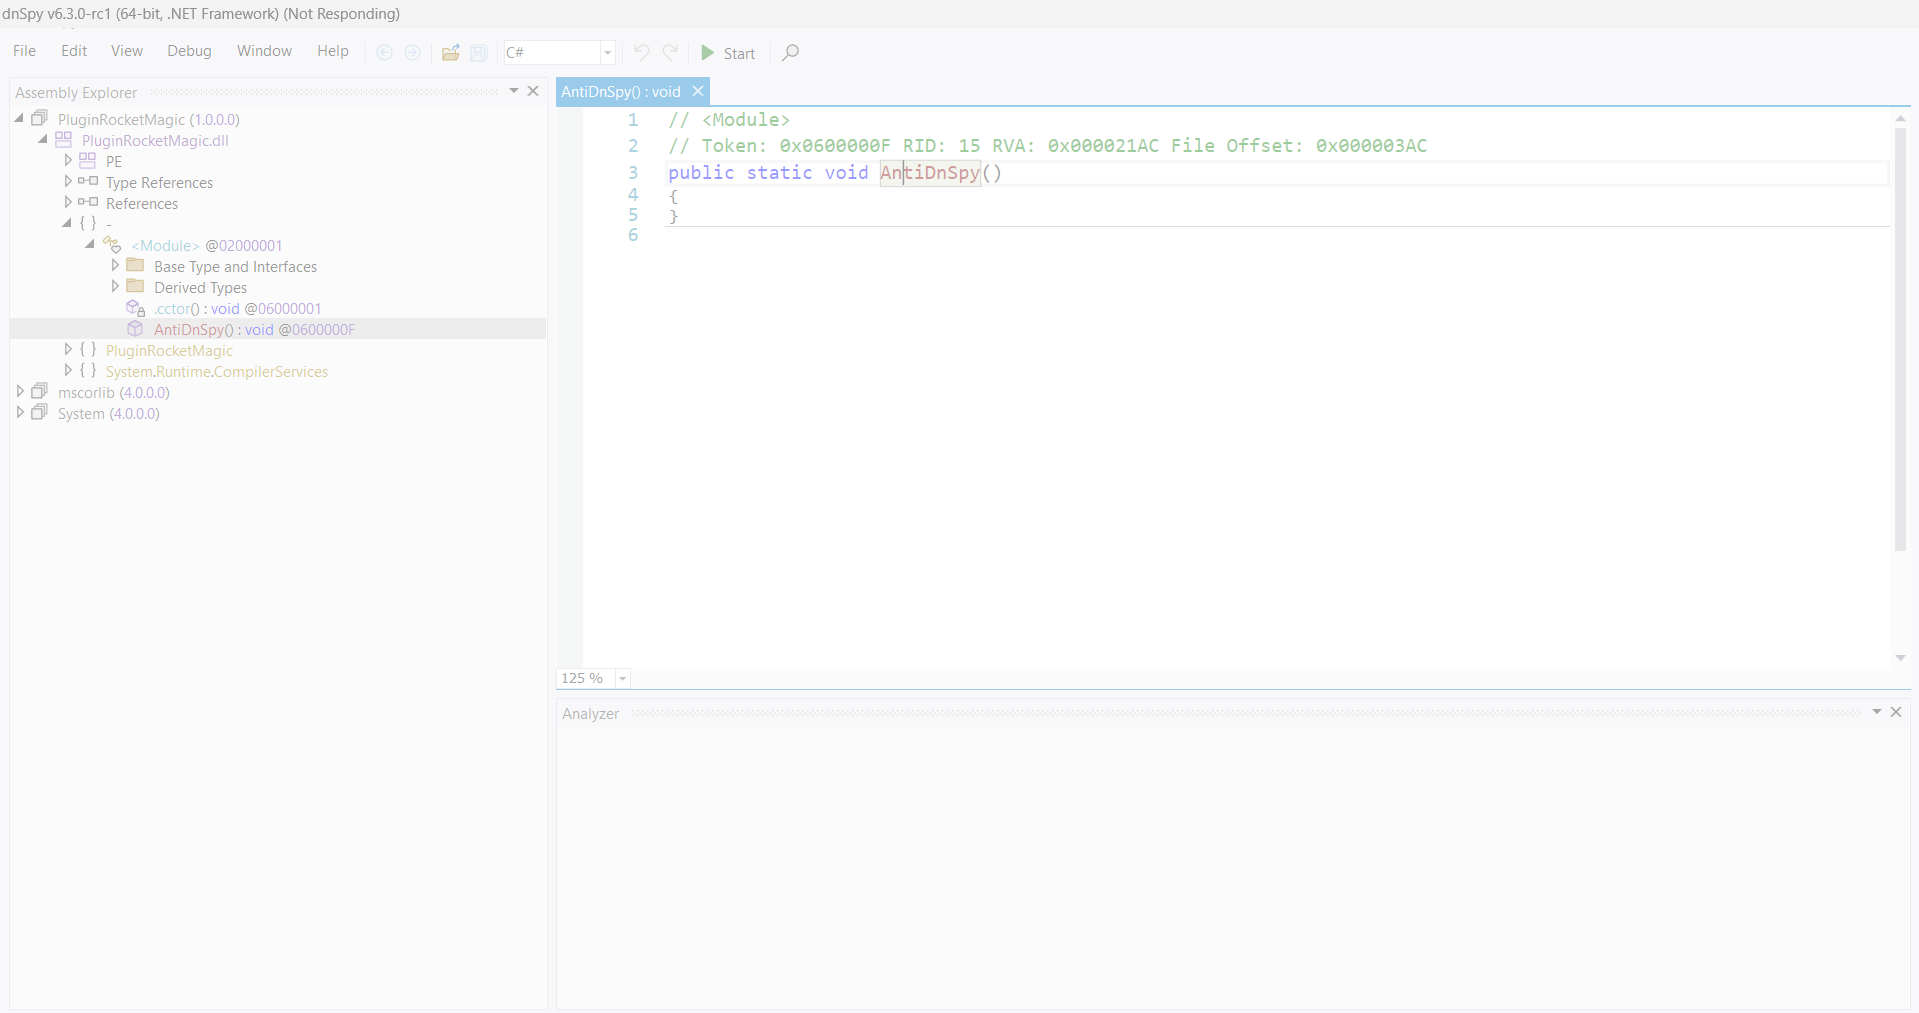 dnSpy v6.3.0-rc1 (64-bit, .NET Framework) (Not Responding)
File Edit View Debug Window Help C# Start
Assembly Explorer
PluginRocketMagic (1.0.0.0)
PluginRocketMagic.dll
PE
Type References
References
{ } -
<Module> @02000001
Base Type and Interfaces
Derived Types
.cctor() : void @06000001
AntiDnSpy() : void @0600000F
{ } PluginRocketMagic
{ } System.Runtime.CompilerServices
mscorlib (4.0.0.0)
System (4.0.0.0)
AntiDnSpy() : void
1 // <Module>
2 // Token: 0x0600000F RID: 15 RVA: 0x000021AC File Offset: 0x000003AC
3 public static void AntiDnSpy()
4 {
5 }
6
125 %
Analyzer